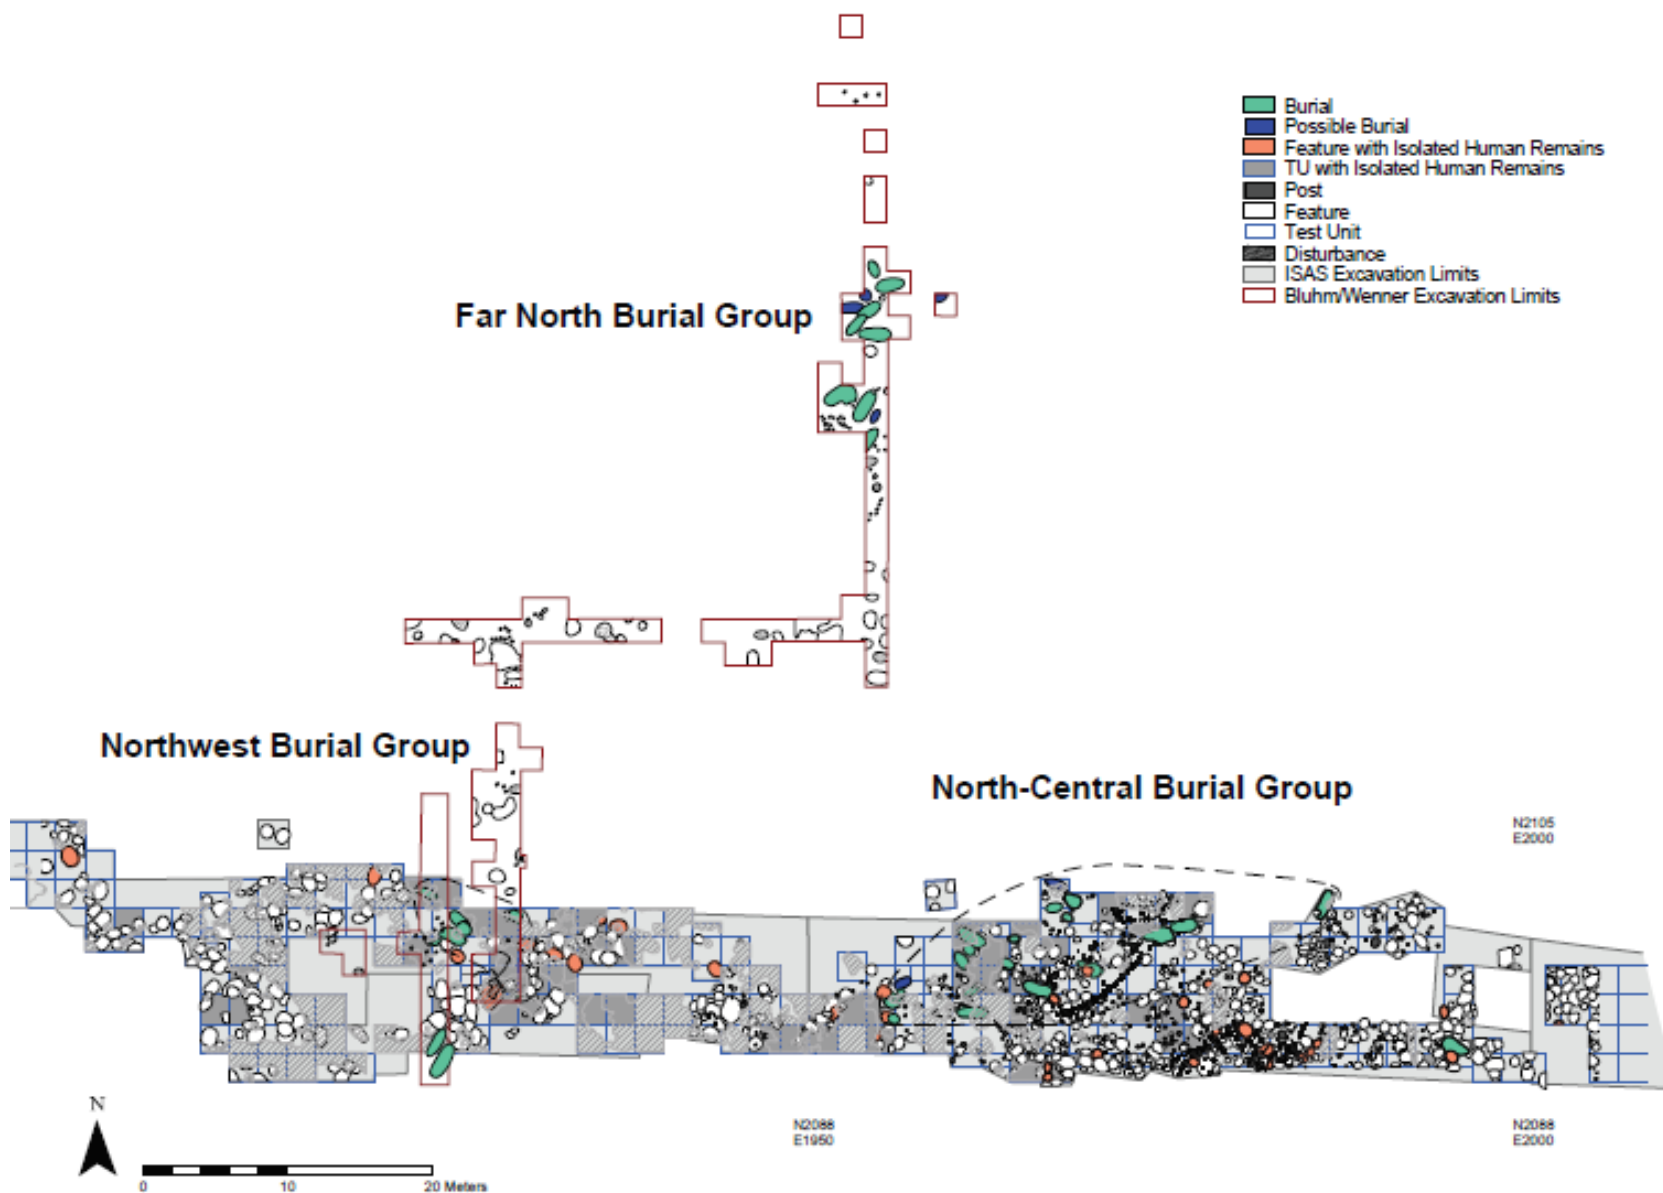 Burial
Possible Burial
Feature with Isolated Human Remains
TU with Isolated Human Remains
Post
Feature
Test Unit
Disturbance
ISAS Excavation Limits
Bluhm/Wenner Excavation Limits
Far North Burial Group
Northwest Burial Group
North-Central Burial Group
N2105
E2000
N
N2088
E1950
N2088
E2000
0 10 20 Meters